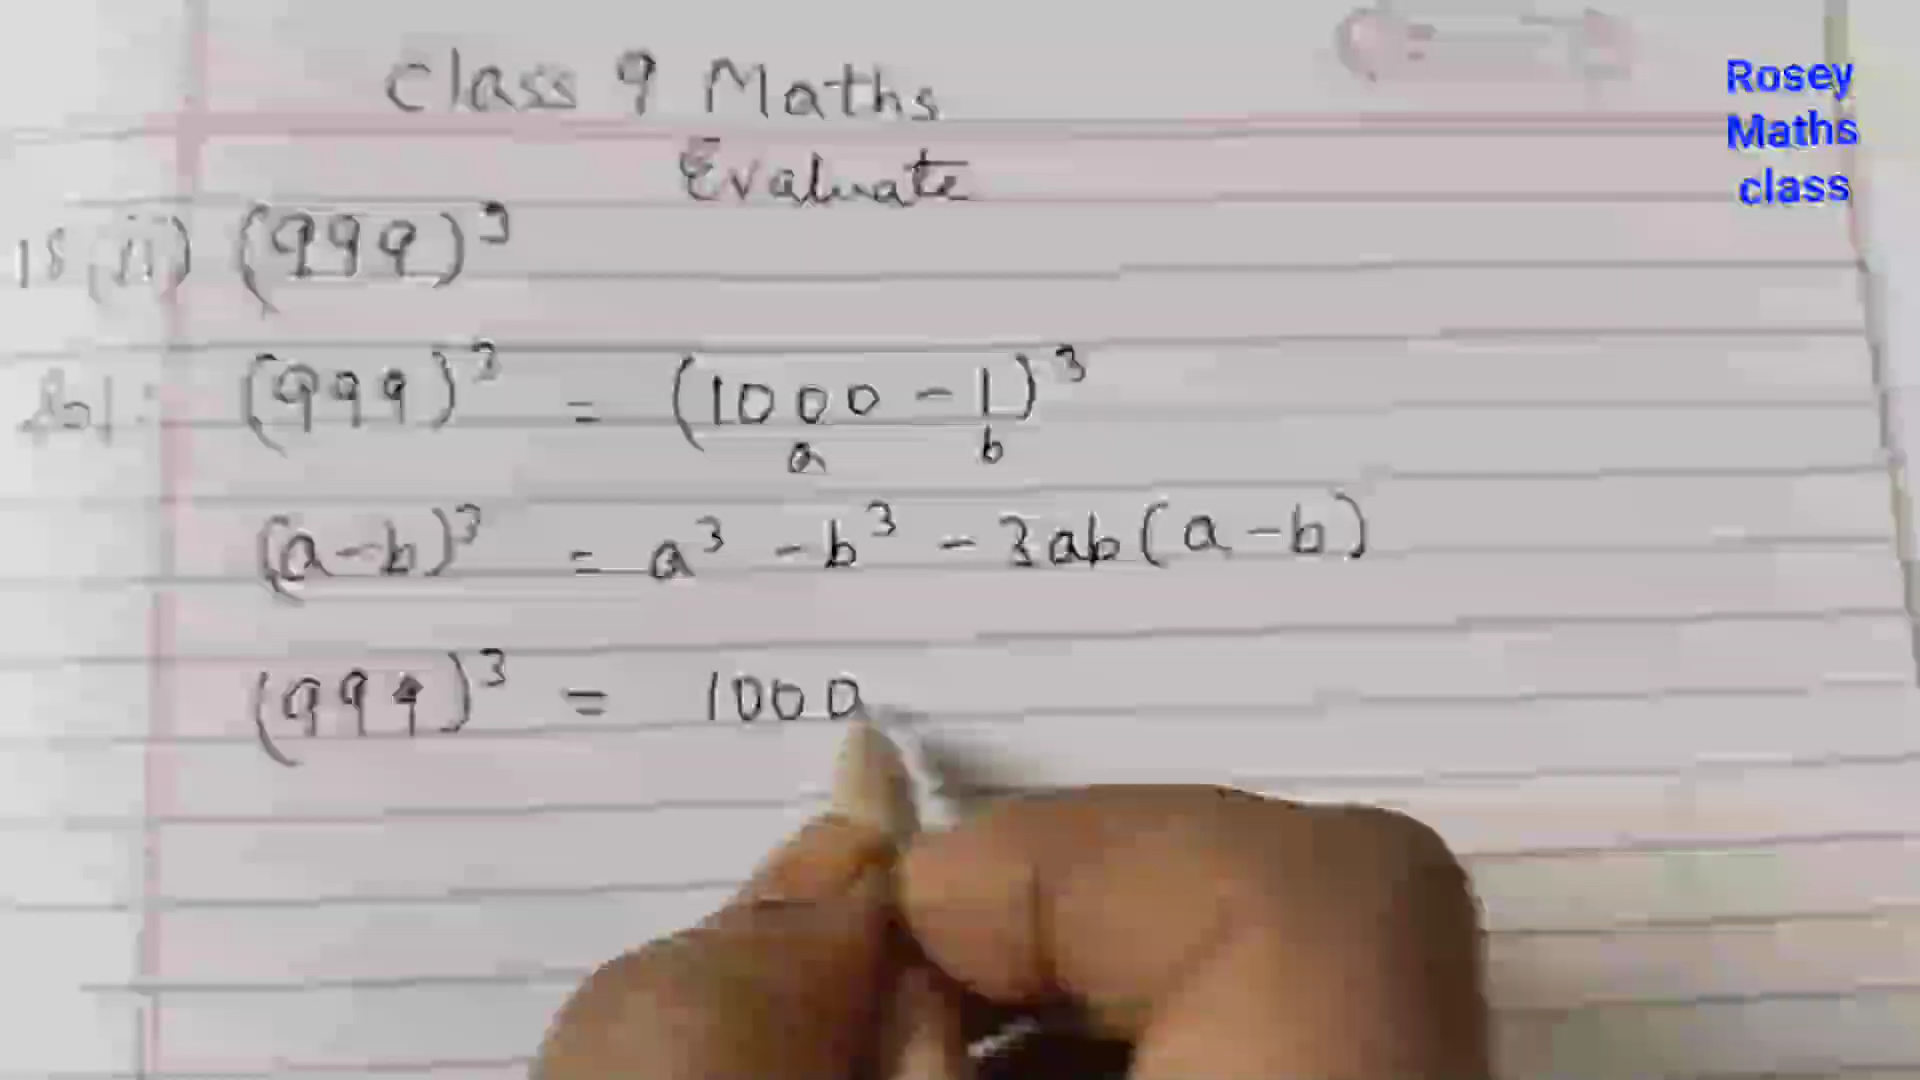 Class 9 Maths
Rosey
Maths
class
Evaluate
18 (ii) (999)³
Sol: (999)³ = (1000 - 1)³
a b
(a-b)³ = a³ - b³ - 3ab(a-b)
(999)³ = 1000